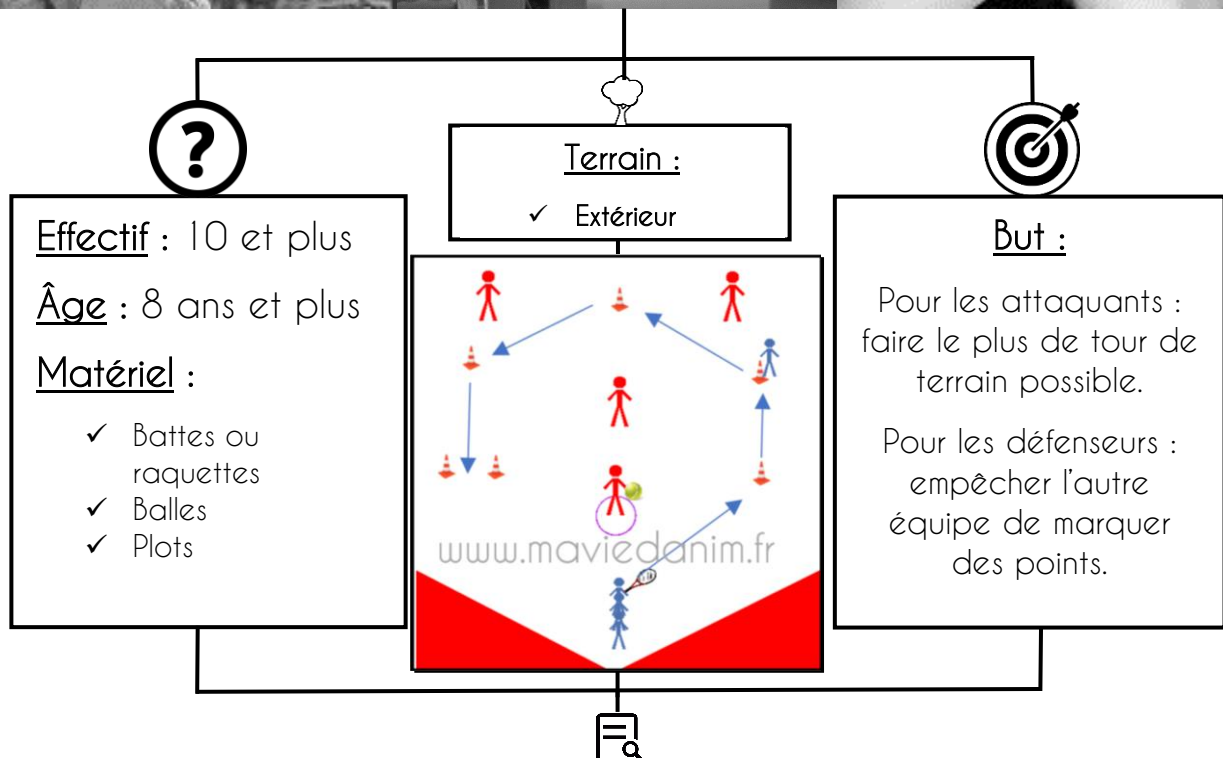 ?
Effectif : 10 et plus
Âge : 8 ans et plus
Matériel :
✓ Battes ou
raquettes
✓ Balles
✓ Plots
Terrain :
✓ Extérieur
www.maviedanim.fr
But :
Pour les attaquants :
faire le plus de tour de
terrain possible.
Pour les défenseurs :
empêcher l'autre
équipe de marquer
des points.